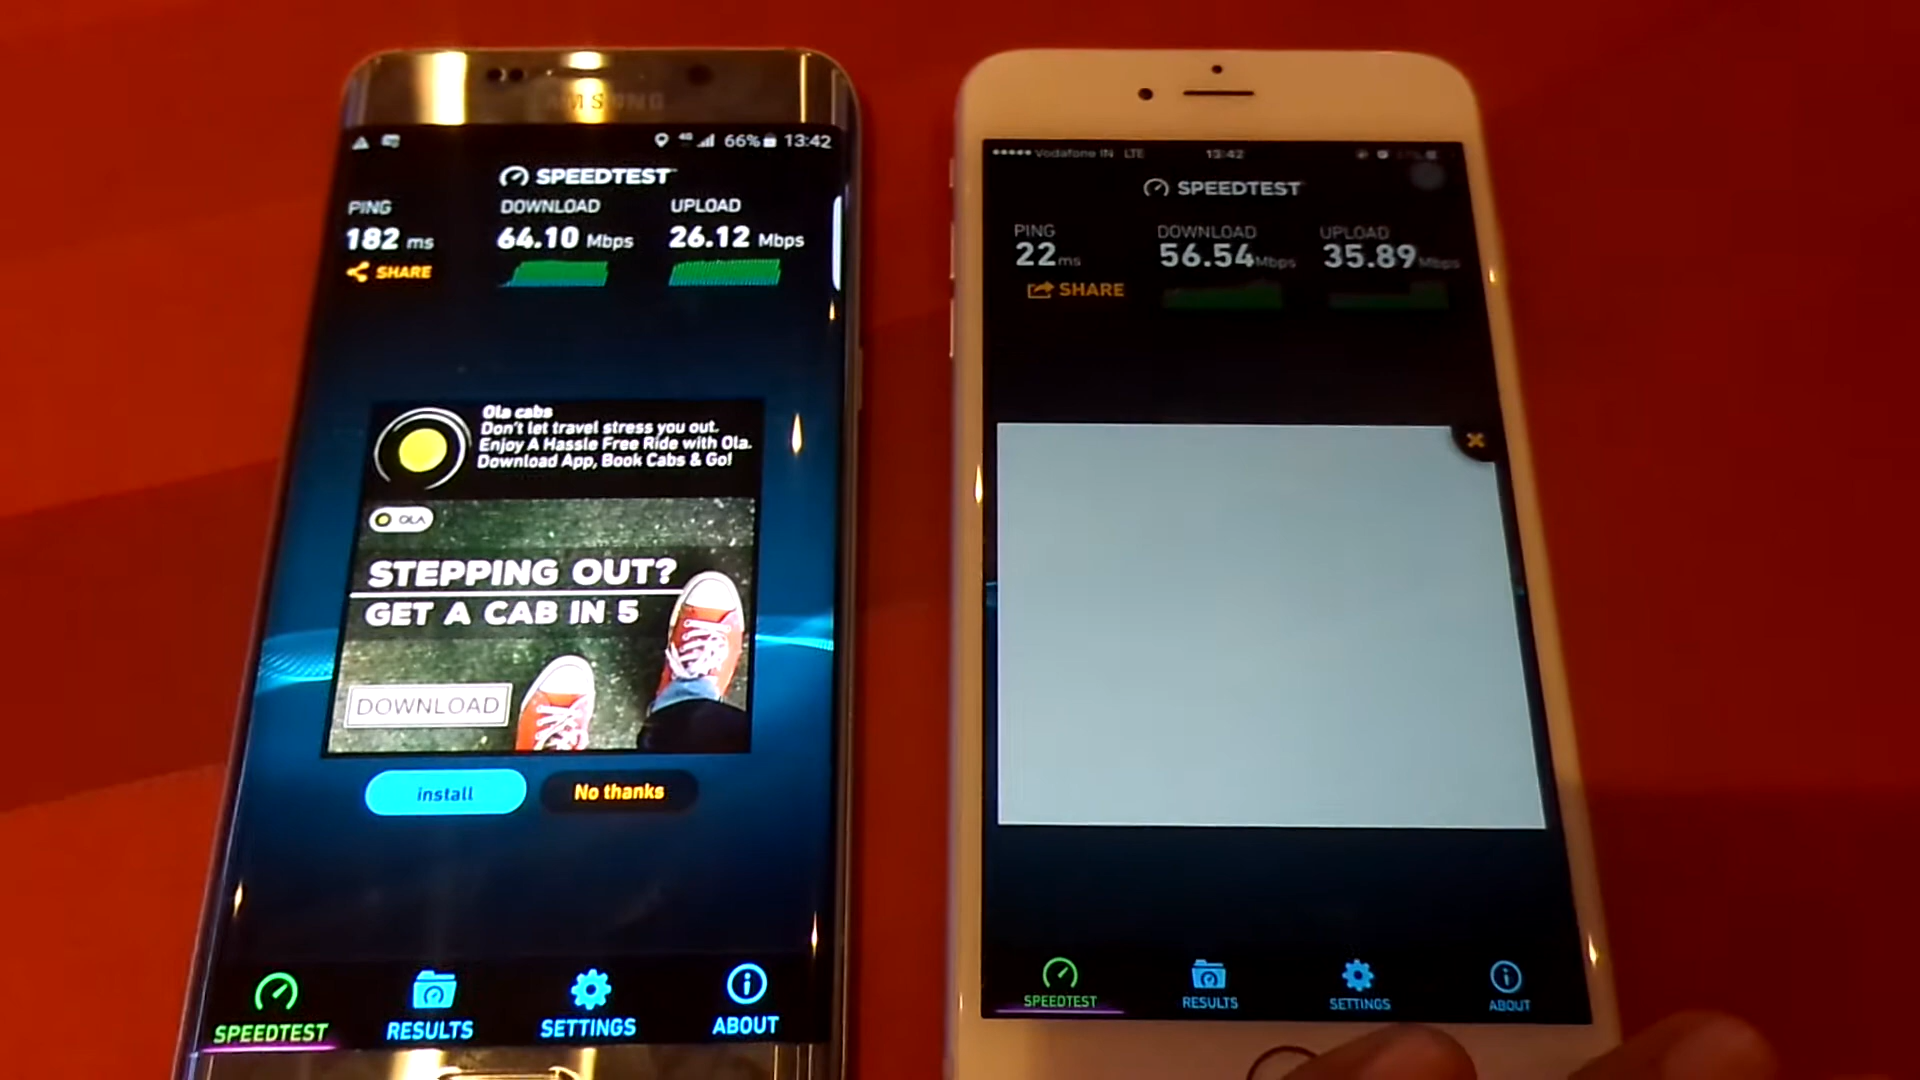 SAMSUNG
4G 66% 13:42
SPEEDTEST
PING DOWNLOAD UPLOAD
182 ms 64.10 Mbps 26.12 Mbps
SHARE
Ola cabs
Don't let travel stress you out.
Enjoy A Hassle Free Ride with Ola.
Download App, Book Cabs & Go!
OLA
STEPPING OUT?
GET A CAB IN 5
DOWNLOAD
install No thanks
SPEEDTEST RESULTS SETTINGS ABOUT
Vodafone IN LTE 13:42
SPEEDTEST
PING DOWNLOAD UPLOAD
22 ms 56.54 Mbps 35.89 Mbps
SHARE
SPEEDTEST RESULTS SETTINGS ABOUT